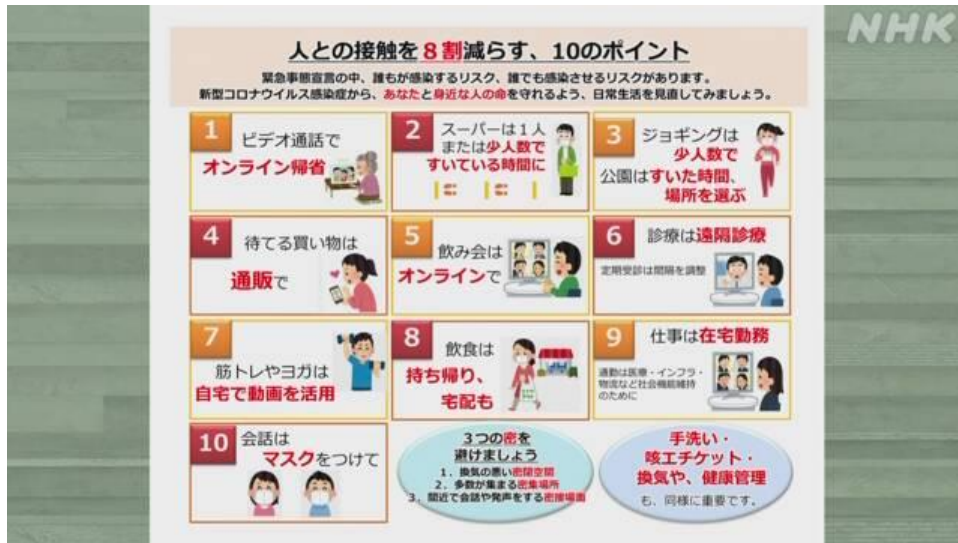 NHK
人との接触を8割減らす、10のポイント
緊急事態宣言の中、誰もが感染するリスク、誰でも感染させるリスクがあります。
新型コロナウイルス感染症から、あなたと身近な人の命を守れるよう、日常生活を見直してみましょう。
1
ビデオ通話で
オンライン帰省
2
スーパーは1人
または少人数で
すいている時間に
3
ジョギングは
少人数で
公園はすいた時間、
場所を選ぶ
4
待てる買い物は
通販で
5
飲み会は
オンラインで
6
診療は遠隔診療
定期受診は間隔を調整
7
筋トレやヨガは
自宅で動画を活用
8
飲食は
持ち帰り、
宅配も
9
仕事は在宅勤務
通勤は医療・インフラ・
物流など社会機能維持
のために
10
会話は
マスクをつけて
3つの密を
避けましょう
1．換気の悪い密閉空間
2．多数が集まる密集場所
3．間近で会話や発声をする密接場面
手洗い・
咳エチケット・
換気や、健康管理
も、同様に重要です。